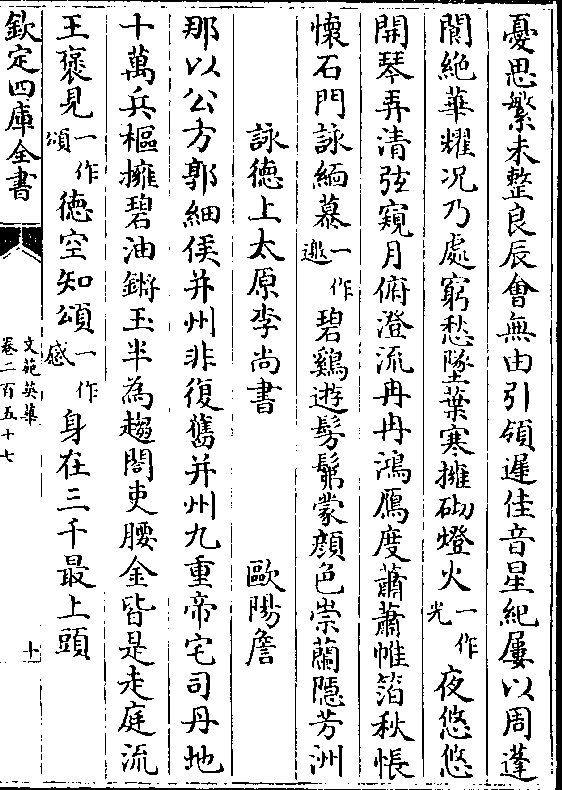 憂思繁未整良辰會無由引領遲佳音星紀屢以周蓬
閣絶華耀况乃處窮愁隊葉寒擁砌燈火一作光夜悠悠
開琴弄清弦窺月俯澄流冉冉鴻鴈度蕭蕭帷箔秋悵
懷石門詠緬慕一作邈碧鷄遊髣髴蒙顔色崇蘭隱芳洲
詠德上太原李尚書 歐陽詹
那以公方郭細侯并州非復舊并州九重帝宅司丹地
十萬兵樞擁碧油鏘玉半為趨閤吏腰金皆是走庭流
王褒見一作頌德空知頌一作感身在三千最上頭
欽定四庫全書
文苑英華
卷二百五十七
十